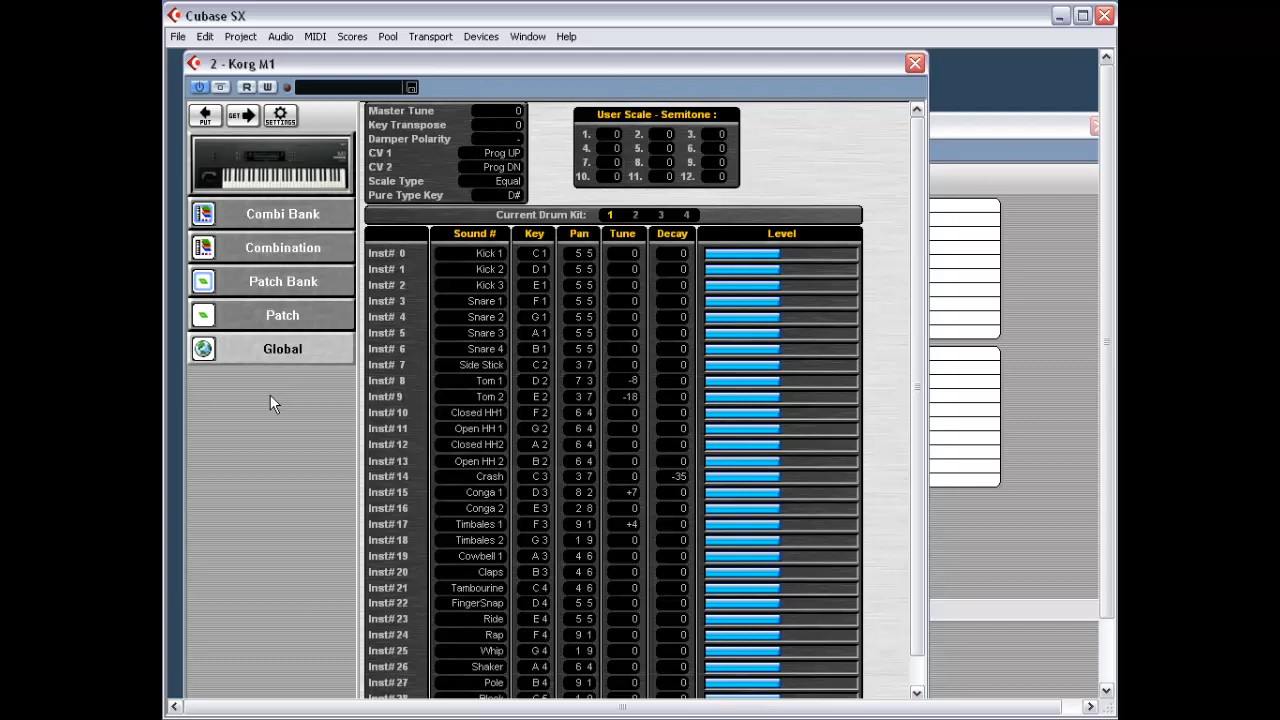 Cubase SX
File Edit Project Audio MIDI Scores Pool Transport Devices Window Help
2 - Korg M1
R W
PUT GET SETTINGS
Combi Bank
Combination
Patch Bank
Patch
Global
Master Tune 0
Key Transpose 0
Damper Polarity -
CV 1 Prog UP
CV 2 Prog DN
Scale Type Equal
Pure Type Key D#
User Scale - Semitone :
1. 0 2. 0 3. 0
4. 0 5. 0 6. 0
7. 0 8. 0 9. 0
10. 0 11. 0 12. 0
Current Drum Kit: 1 2 3 4
Sound # Key Pan Tune Decay Level
Inst# 0 Kick 1 C 1 5 5 0 0
Inst# 1 Kick 2 D 1 5 5 0 0
Inst# 2 Kick 3 E 1 5 5 0 0
Inst# 3 Snare 1 F 1 5 5 0 0
Inst# 4 Snare 2 G 1 5 5 0 0
Inst# 5 Snare 3 A 1 5 5 0 0
Inst# 6 Snare 4 B 1 5 5 0 0
Inst# 7 Side Stick C 2 3 7 0 0
Inst# 8 Tom 1 D 2 7 3 -8 0
Inst# 9 Tom 2 E 2 3 7 -18 0
Inst# 10 Closed HH1 F 2 6 4 0 0
Inst# 11 Open HH 1 G 2 6 4 0 0
Inst# 12 Closed HH2 A 2 6 4 0 0
Inst# 13 Open HH 2 B 2 6 4 0 0
Inst# 14 Crash C 3 3 7 0 -35
Inst# 15 Conga 1 D 3 8 2 +7 0
Inst# 16 Conga 2 E 3 2 8 0 0
Inst# 17 Timbales 1 F 3 9 1 +4 0
Inst# 18 Timbales 2 G 3 1 9 0 0
Inst# 19 Cowbell 1 A 3 4 6 0 0
Inst# 20 Claps B 3 4 6 0 0
Inst# 21 Tambourine C 4 4 6 0 0
Inst# 22 FingerSnap D 4 5 5 0 0
Inst# 23 Ride E 4 5 5 0 0
Inst# 24 Rap F 4 9 1 0 0
Inst# 25 Whip G 4 1 9 0 0
Inst# 26 Shaker A 4 6 4 0 0
Inst# 27 Pole B 4 9 1 0 0